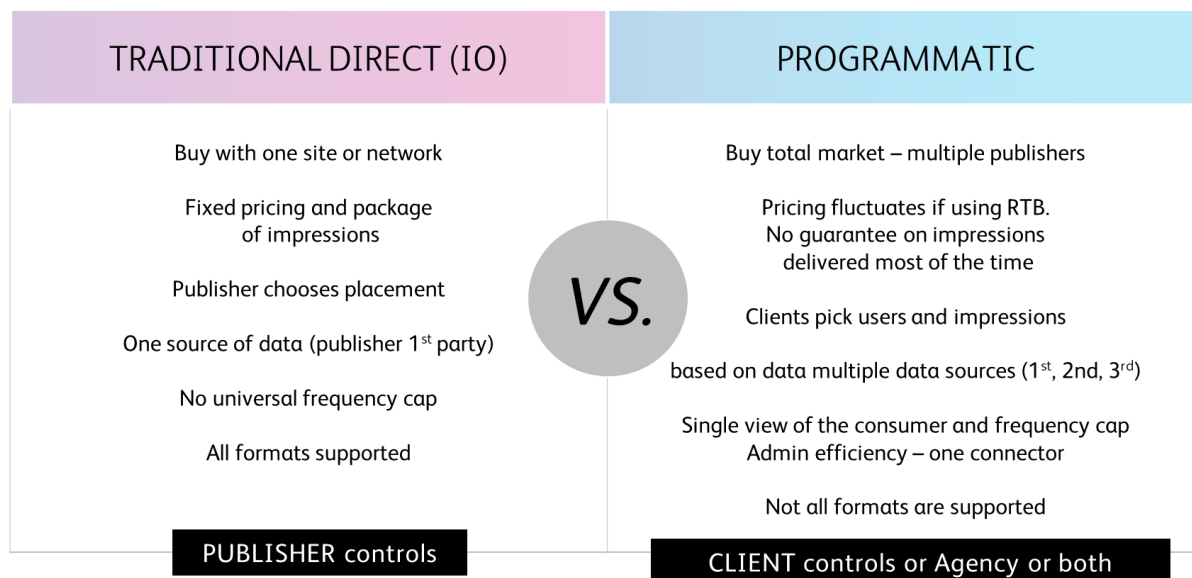 TRADITIONAL DIRECT (IO)
Buy with one site or network
Fixed pricing and package
of impressions
Publisher chooses placement
One source of data (publisher 1st party)
No universal frequency cap
All formats supported
PUBLISHER controls
VS.
PROGRAMMATIC
Buy total market – multiple publishers
Pricing fluctuates if using RTB.
No guarantee on impressions
delivered most of the time
Clients pick users and impressions
based on data multiple data sources (1st, 2nd, 3rd)
Single view of the consumer and frequency cap
Admin efficiency – one connector
Not all formats are supported
CLIENT controls or Agency or both